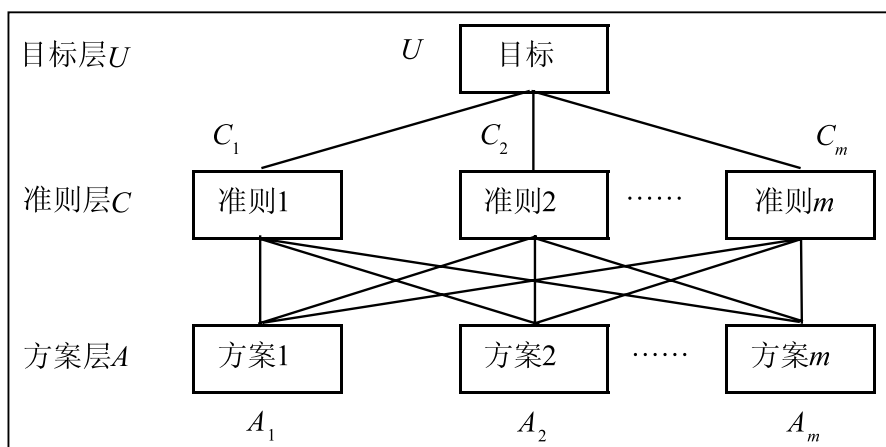 目标层U U 目标
C₁ C₂ Cₘ
准则层C 准则1 准则2 …… 准则m
方案层A 方案1 方案2 …… 方案m
A₁ A₂ Aₘ